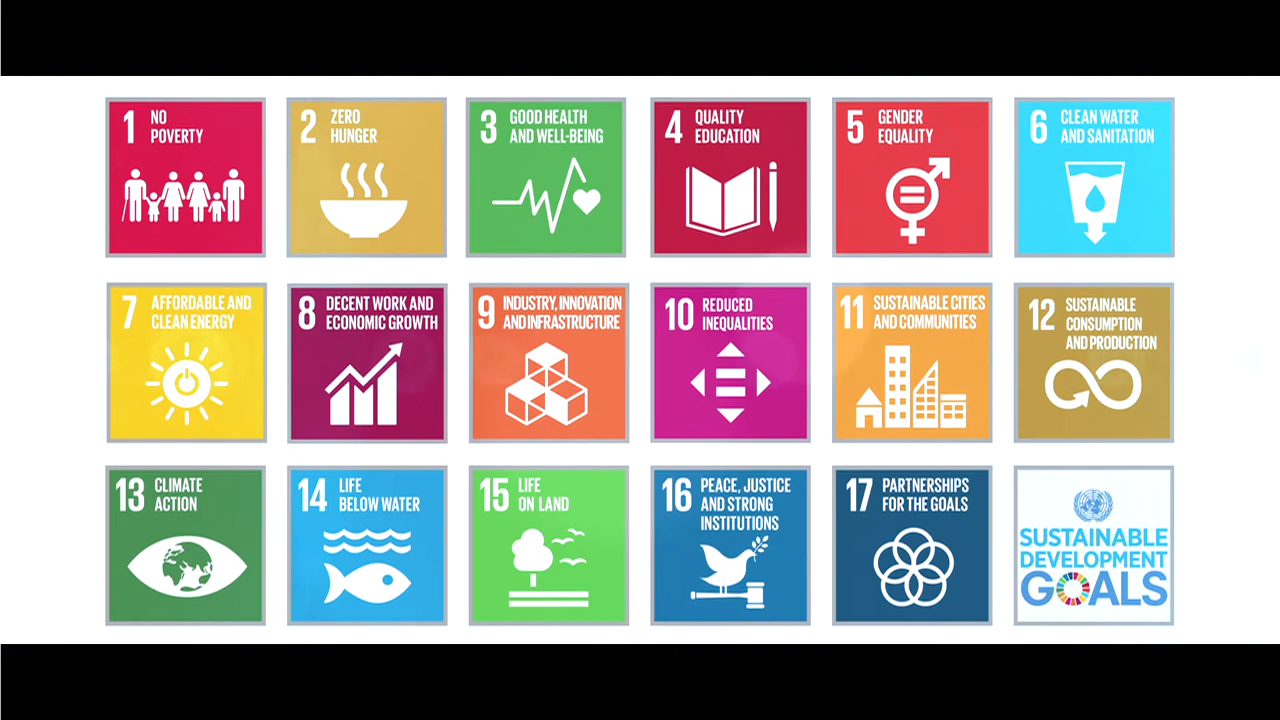 1 NO
POVERTY
2 ZERO
HUNGER
3 GOOD HEALTH
AND WELL-BEING
4 QUALITY
EDUCATION
5 GENDER
EQUALITY
6 CLEAN WATER
AND SANITATION
7 AFFORDABLE AND
CLEAN ENERGY
8 DECENT WORK AND
ECONOMIC GROWTH
9 INDUSTRY, INNOVATION
AND INFRASTRUCTURE
10 REDUCED
INEQUALITIES
11 SUSTAINABLE CITIES
AND COMMUNITIES
12 SUSTAINABLE
CONSUMPTION
AND PRODUCTION
13 CLIMATE
ACTION
14 LIFE
BELOW WATER
15 LIFE
ON LAND
16 PEACE, JUSTICE
AND STRONG
INSTITUTIONS
17 PARTNERSHIPS
FOR THE GOALS
SUSTAINABLE
DEVELOPMENT
GOALS